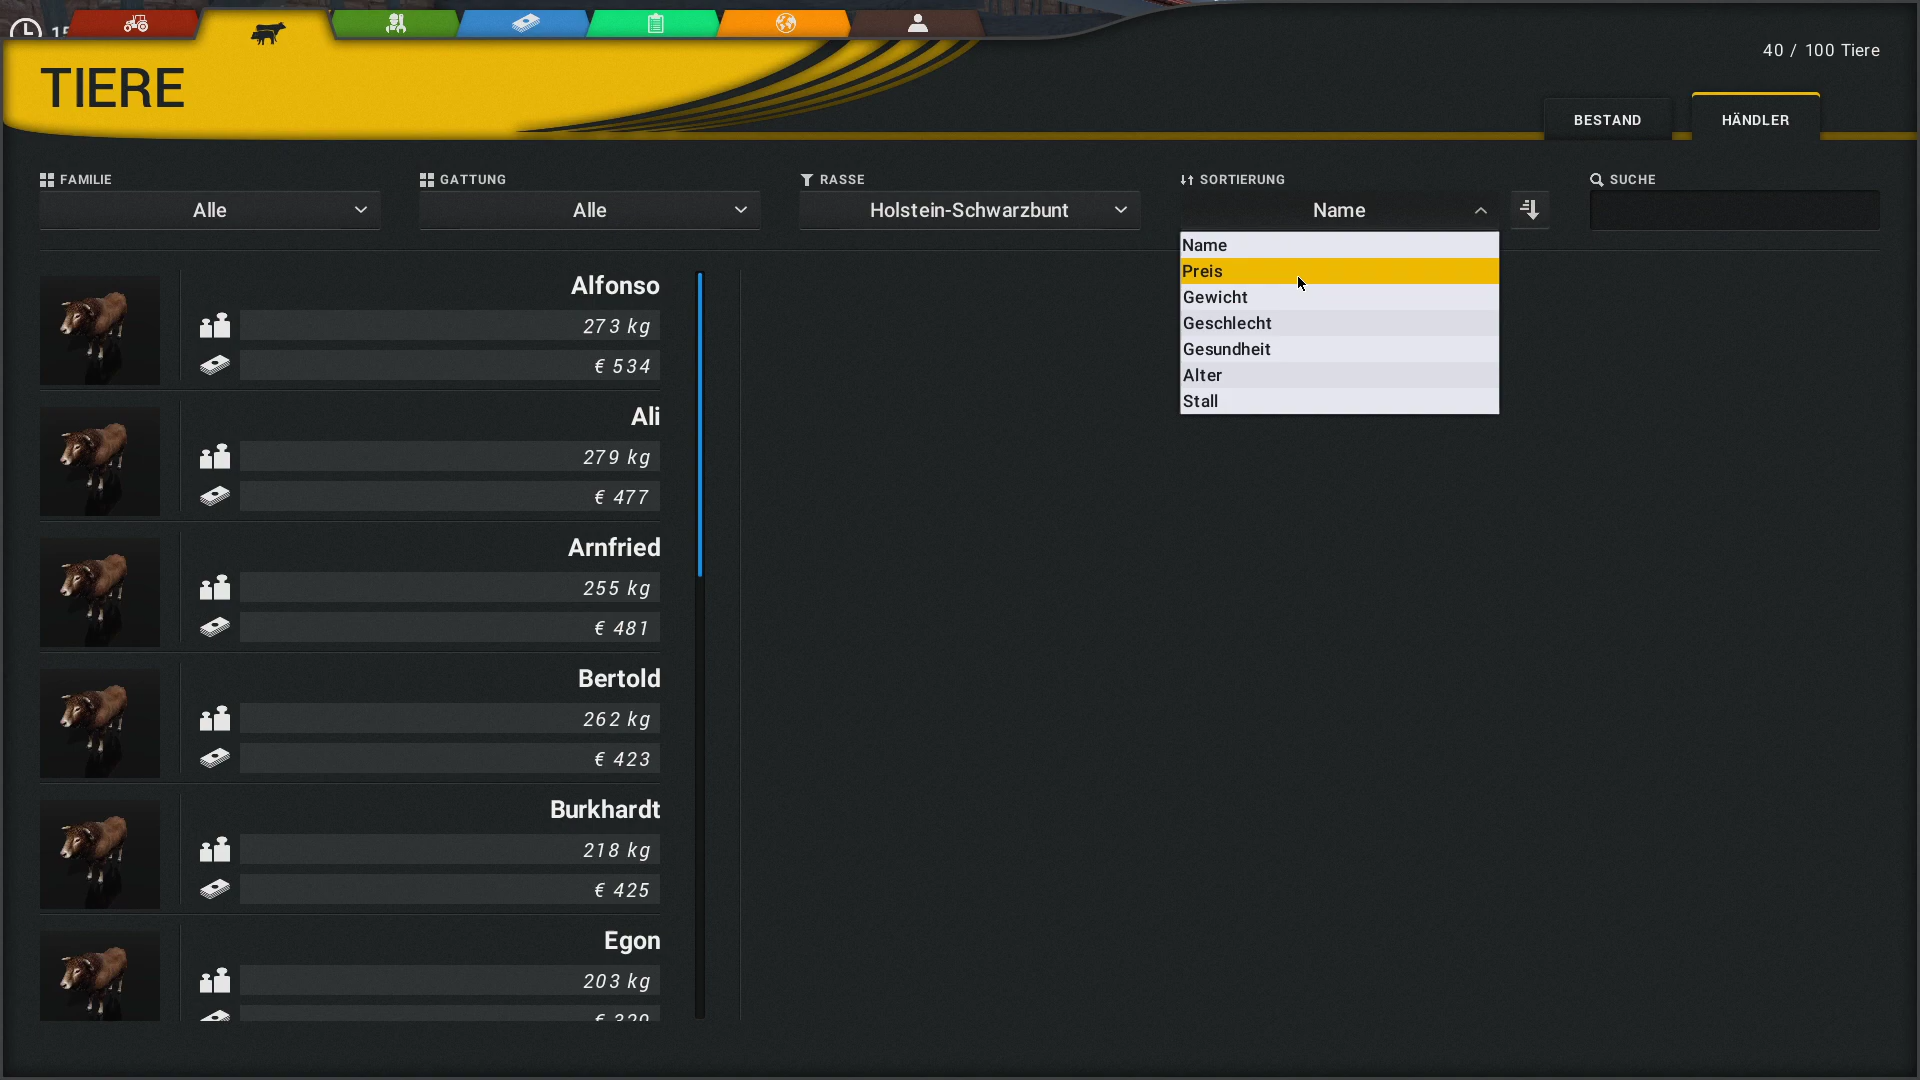 40 / 100 Tiere
TIERE
BESTAND
HÄNDLER
FAMILIE
GATTUNG
RASSE
SORTIERUNG
SUCHE
Alle
Alle
Holstein-Schwarzbunt
Name
Name
Preis
Gewicht
Geschlecht
Gesundheit
Alter
Stall
Alfonso
273 kg
€ 534
Ali
279 kg
€ 477
Arnfried
255 kg
€ 481
Bertold
262 kg
€ 423
Burkhardt
218 kg
€ 425
Egon
203 kg